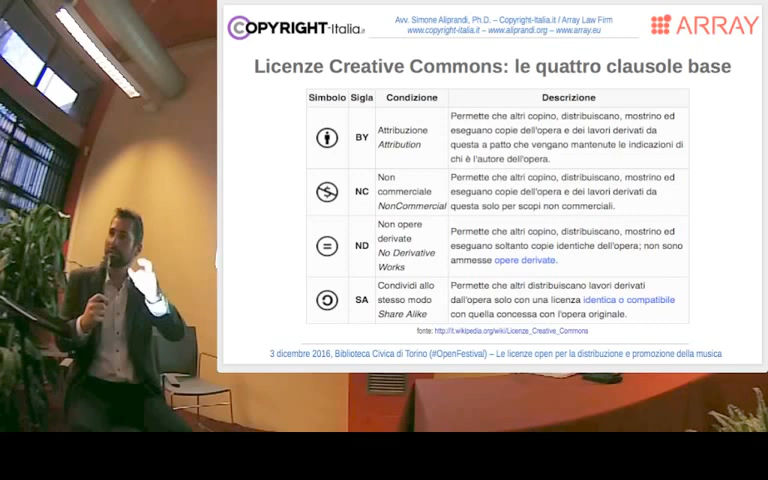 COPYRIGHT-Italia.it
Avv. Simone Aliprandi, Ph.D. – Copyright-Italia.it / Array Law Firm
www.copyright-italia.it – www.aliprandi.org – www.array.eu
ARRAY
Licenze Creative Commons: le quattro clausole base
Simbolo Sigla Condizione Descrizione
BY
Attribuzione
Attribution
Permette che altri copino, distribuiscano, mostrino ed
eseguano copie dell'opera e dei lavori derivati da
questa a patto che vengano mantenute le indicazioni di
chi è l'autore dell'opera.
NC
Non
commerciale
NonCommercial
Permette che altri copino, distribuiscano, mostrino ed
eseguano copie dell'opera e dei lavori derivati da
questa solo per scopi non commerciali.
ND
Non opere
derivate
No Derivative
Works
Permette che altri copino, distribuiscano, mostrino ed
eseguano soltanto copie identiche dell'opera; non sono
ammesse opere derivate.
SA
Condividi allo
stesso modo
Share Alike
Permette che altri distribuiscano lavori derivati
dall'opera solo con una licenza identica o compatibile
con quella concessa con l'opera originale.
fonte: http://it.wikipedia.org/wiki/Licenze_Creative_Commons
3 dicembre 2016, Biblioteca Civica di Torino (#OpenFestival) – Le licenze open per la distribuzione e promozione della musica